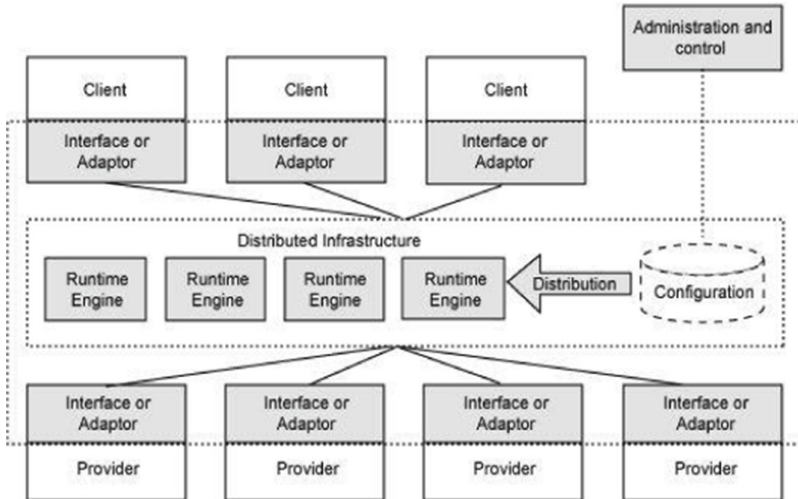 Administration and
control
Client
Client
Client
Interface or
Adaptor
Interface or
Adaptor
Interface or
Adaptor
Distributed Infrastructure
Runtime
Engine
Runtime
Engine
Runtime
Engine
Runtime
Engine
Distribution
Configuration
Interface or
Adaptor
Interface or
Adaptor
Interface or
Adaptor
Interface or
Adaptor
Provider
Provider
Provider
Provider